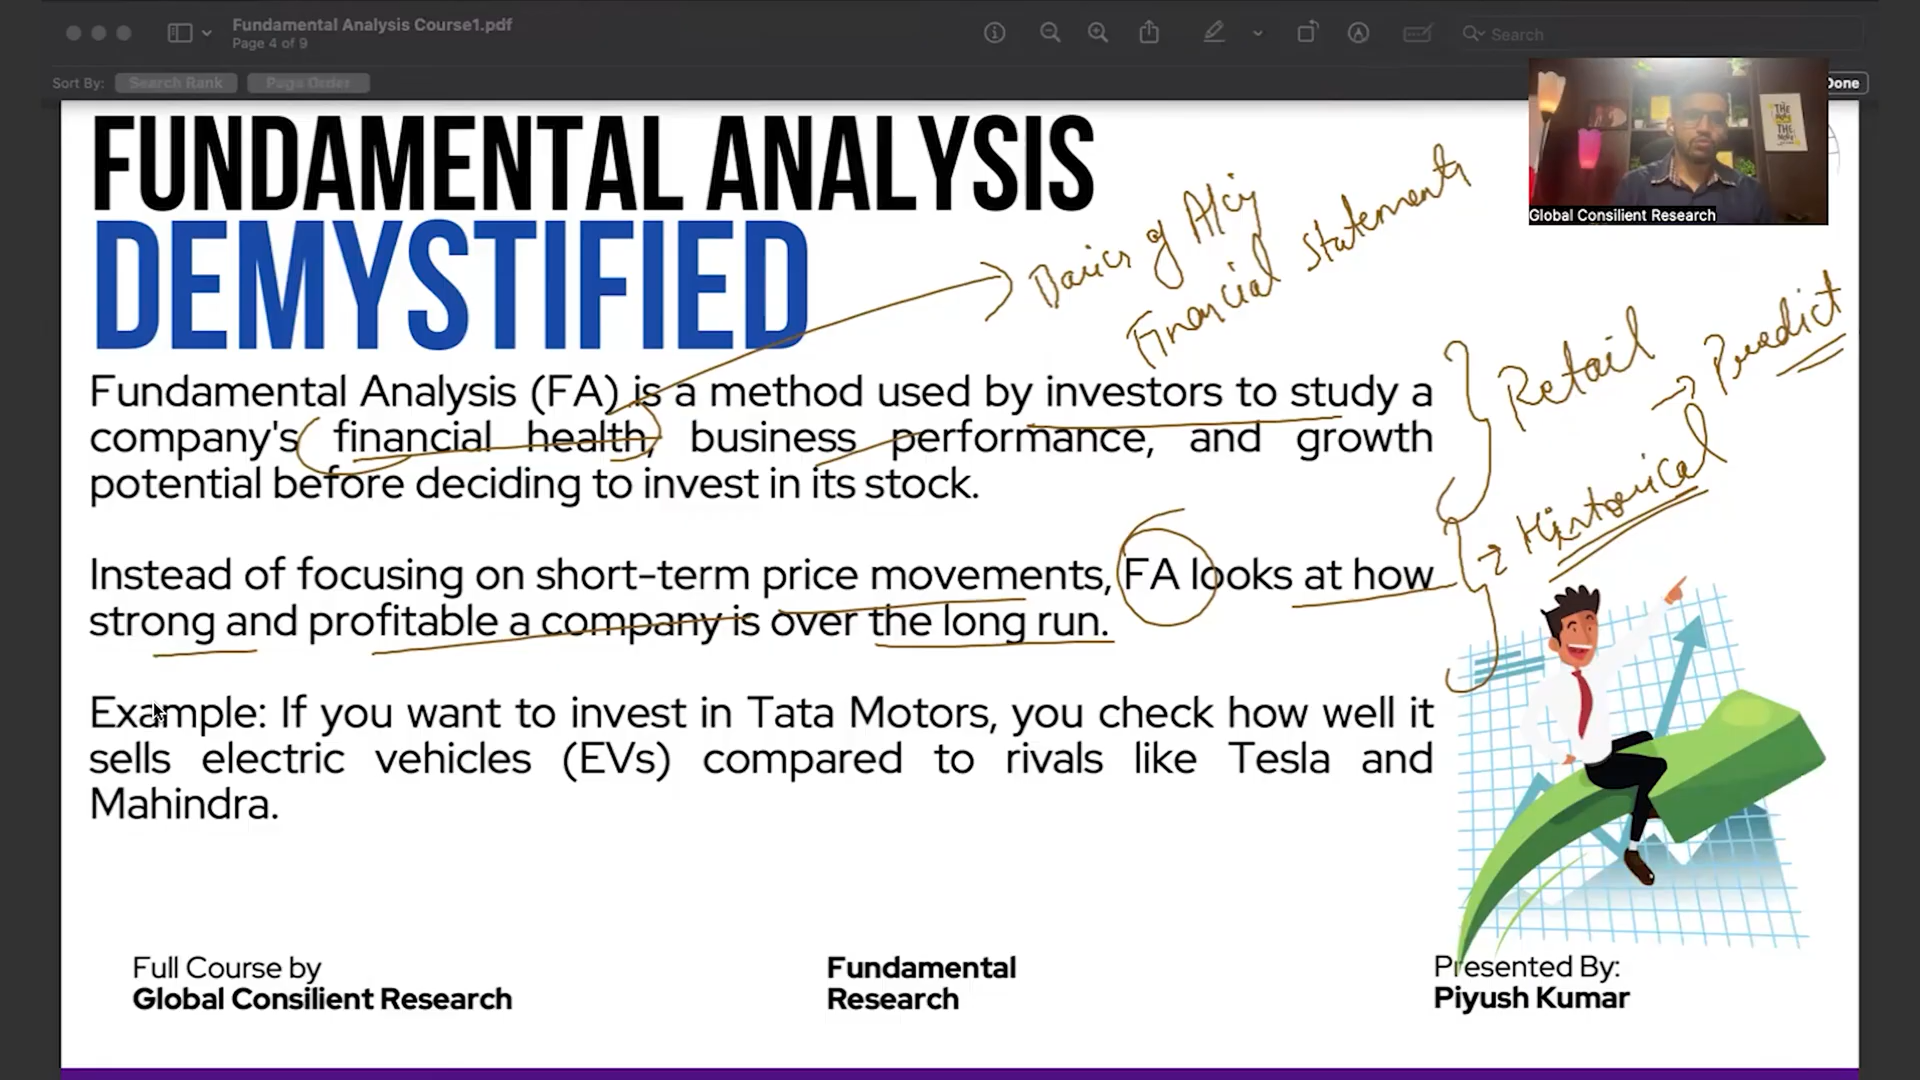 Fundamental Analysis Course1.pdf
Page 4 of 9
Search
Sort By: Search Rank Page Order
Done
THE
THE
Global Consilient Research
FUNDAMENTAL ANALYSIS
DEMYSTIFIED
Basics of A/cing
Financial Statements
Retail
→ Predict
→ Historical
Fundamental Analysis (FA) is a method used by investors to study a
company's financial health, business performance, and growth
potential before deciding to invest in its stock.
Instead of focusing on short-term price movements, FA looks at how
strong and profitable a company is over the long run.
Example: If you want to invest in Tata Motors, you check how well it
sells electric vehicles (EVs) compared to rivals like Tesla and
Mahindra.
Full Course by
Global Consilient Research
Fundamental
Research
Presented By:
Piyush Kumar